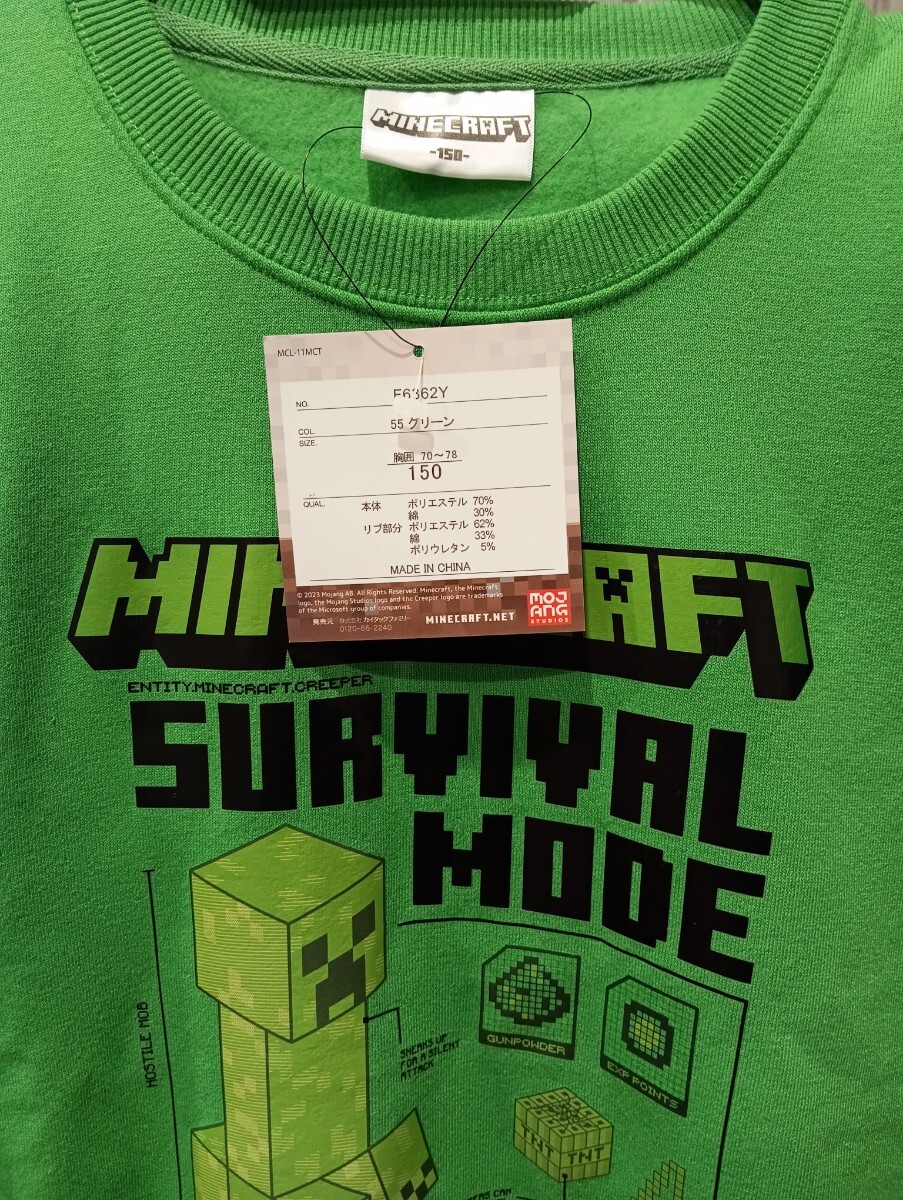 MINECRAFT
-150-
MCL-11MCT
NO.
COL. 55 グリーン
SIZE.
胸囲 70～78
150
QUAL. 本体 ポリエステル 70%
綿 30%
リブ部分 ポリエステル 62%
綿 33%
ポリウレタン 5%
MADE IN CHINA
© 2023 Mojang AB. All Rights Reserved. Minecraft, the Minecraft
logo, the Mojang Studios logo and the Creeper logo are trademarks
of the Microsoft group of companies.
発売元 株式会社 カイタックファミリー
0120-66-2240
MINECRAFT.NET
MOJ
ANG
STUDIOS
ENTITY.MINECRAFT.CREEPER
SURVIVAL
MODE
HOSTILE MOB
SNEAKS UP
FOR A SILENT
ATTACK
GUNPOWDER
EXP POINTS
TNT TNT